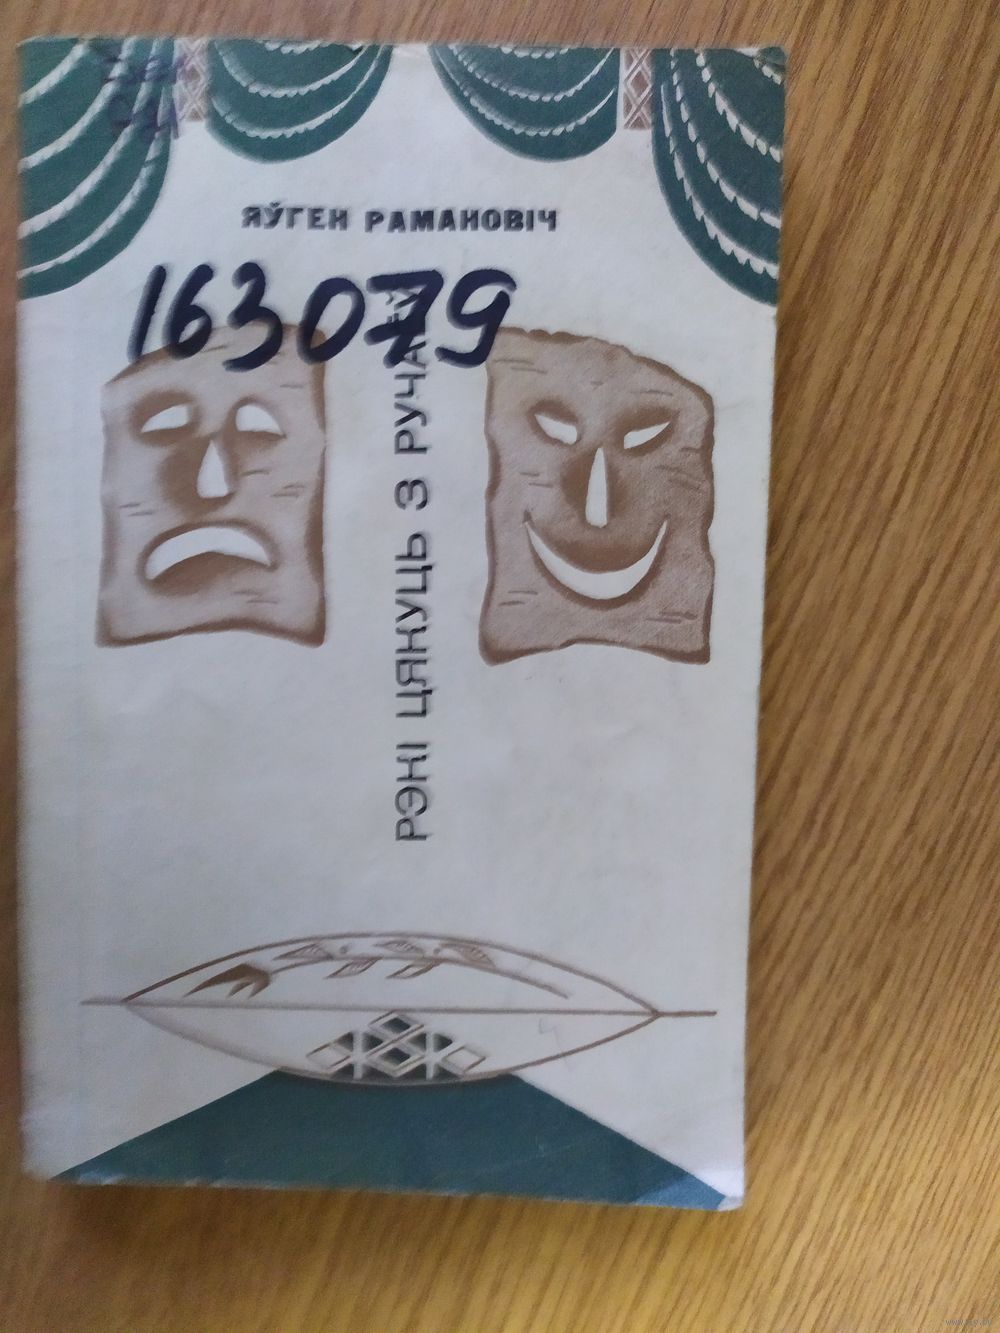 ЯЎГЕН РАМАНОВІЧ
163079
РЭКІ ЦЯКУЦЬ З РУЧАЁЎ